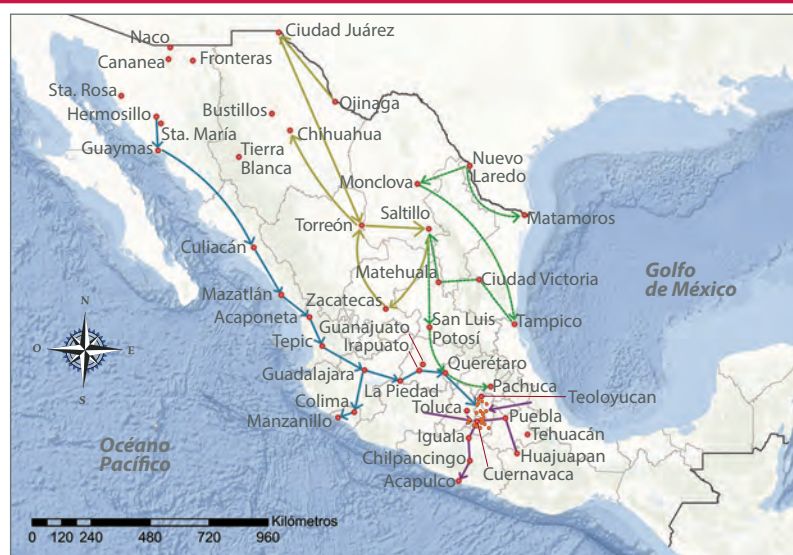 Naco
Ciudad Juárez
Cananea
Fronteras
Sta. Rosa
Hermosillo
Sta. María
Guaymas
Bustillos
Ojinaga
Chihuahua
Tierra
Blanca
Nuevo
Laredo
Monclova
Matamoros
Torreón
Saltillo
Culiacán
Matehuala
Ciudad Victoria
Golfo
de México
Mazatlán
Zacatecas
Acaponeta
Guanajuato
San Luis
Potosí
Tampico
N
O
E
S
Tepic
Irapuato
Querétaro
Guadalajara
La Piedad
Pachuca
Teoloyucan
Colima
Toluca
Puebla
Manzanillo
Tehuacán
Iguala
Océano
Pacífico
Chilpancingo
Huajuapan
Cuernavaca
Acapulco
Kilómetros
0 120 240 480 720 960